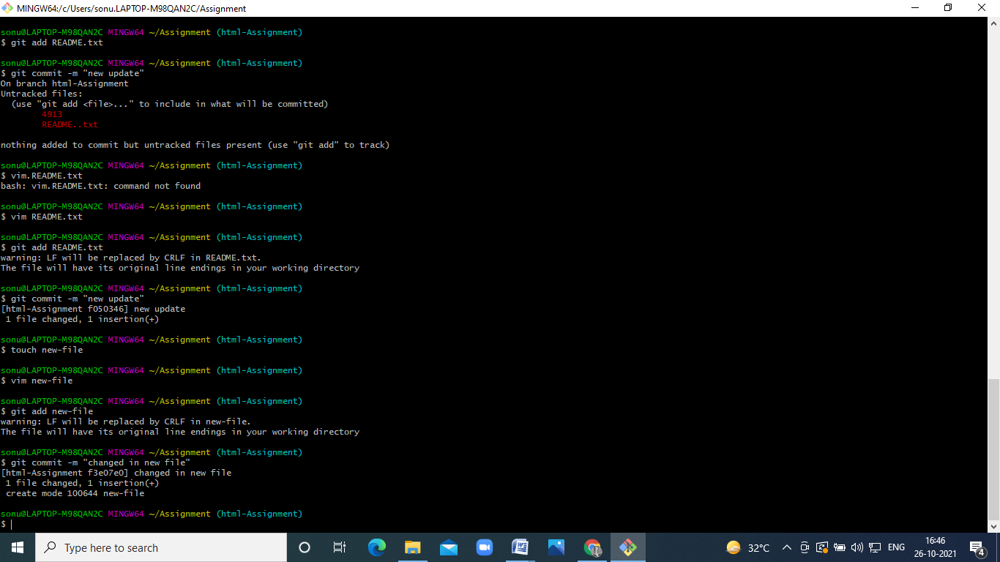 MINGW64:/c/Users/sonu.LAPTOP-M98QAN2C/Assignment
sonu@LAPTOP-M98QAN2C MINGW64 ~/Assignment (html-Assignment)
$ git add README.txt
sonu@LAPTOP-M98QAN2C MINGW64 ~/Assignment (html-Assignment)
$ git commit -m "new update"
On branch html-Assignment
Untracked files:
  (use "git add <file>..." to include in what will be committed)
        4913
        README..txt
nothing added to commit but untracked files present (use "git add" to track)
sonu@LAPTOP-M98QAN2C MINGW64 ~/Assignment (html-Assignment)
$ vim.README.txt
bash: vim.README.txt: command not found
sonu@LAPTOP-M98QAN2C MINGW64 ~/Assignment (html-Assignment)
$ vim README.txt
sonu@LAPTOP-M98QAN2C MINGW64 ~/Assignment (html-Assignment)
$ git add README.txt
warning: LF will be replaced by CRLF in README.txt.
The file will have its original line endings in your working directory
sonu@LAPTOP-M98QAN2C MINGW64 ~/Assignment (html-Assignment)
$ git commit -m "new update"
[html-Assignment f050346] new update
 1 file changed, 1 insertion(+)
sonu@LAPTOP-M98QAN2C MINGW64 ~/Assignment (html-Assignment)
$ touch new-file
sonu@LAPTOP-M98QAN2C MINGW64 ~/Assignment (html-Assignment)
$ vim new-file
sonu@LAPTOP-M98QAN2C MINGW64 ~/Assignment (html-Assignment)
$ git add new-file
warning: LF will be replaced by CRLF in new-file.
The file will have its original line endings in your working directory
sonu@LAPTOP-M98QAN2C MINGW64 ~/Assignment (html-Assignment)
$ git commit -m "changed in new file"
[html-Assignment f3e07e0] changed in new file
 1 file changed, 1 insertion(+)
 create mode 100644 new-file
sonu@LAPTOP-M98QAN2C MINGW64 ~/Assignment (html-Assignment)
$
Type here to search
32°C
ENG
16:46
26-10-2021
4